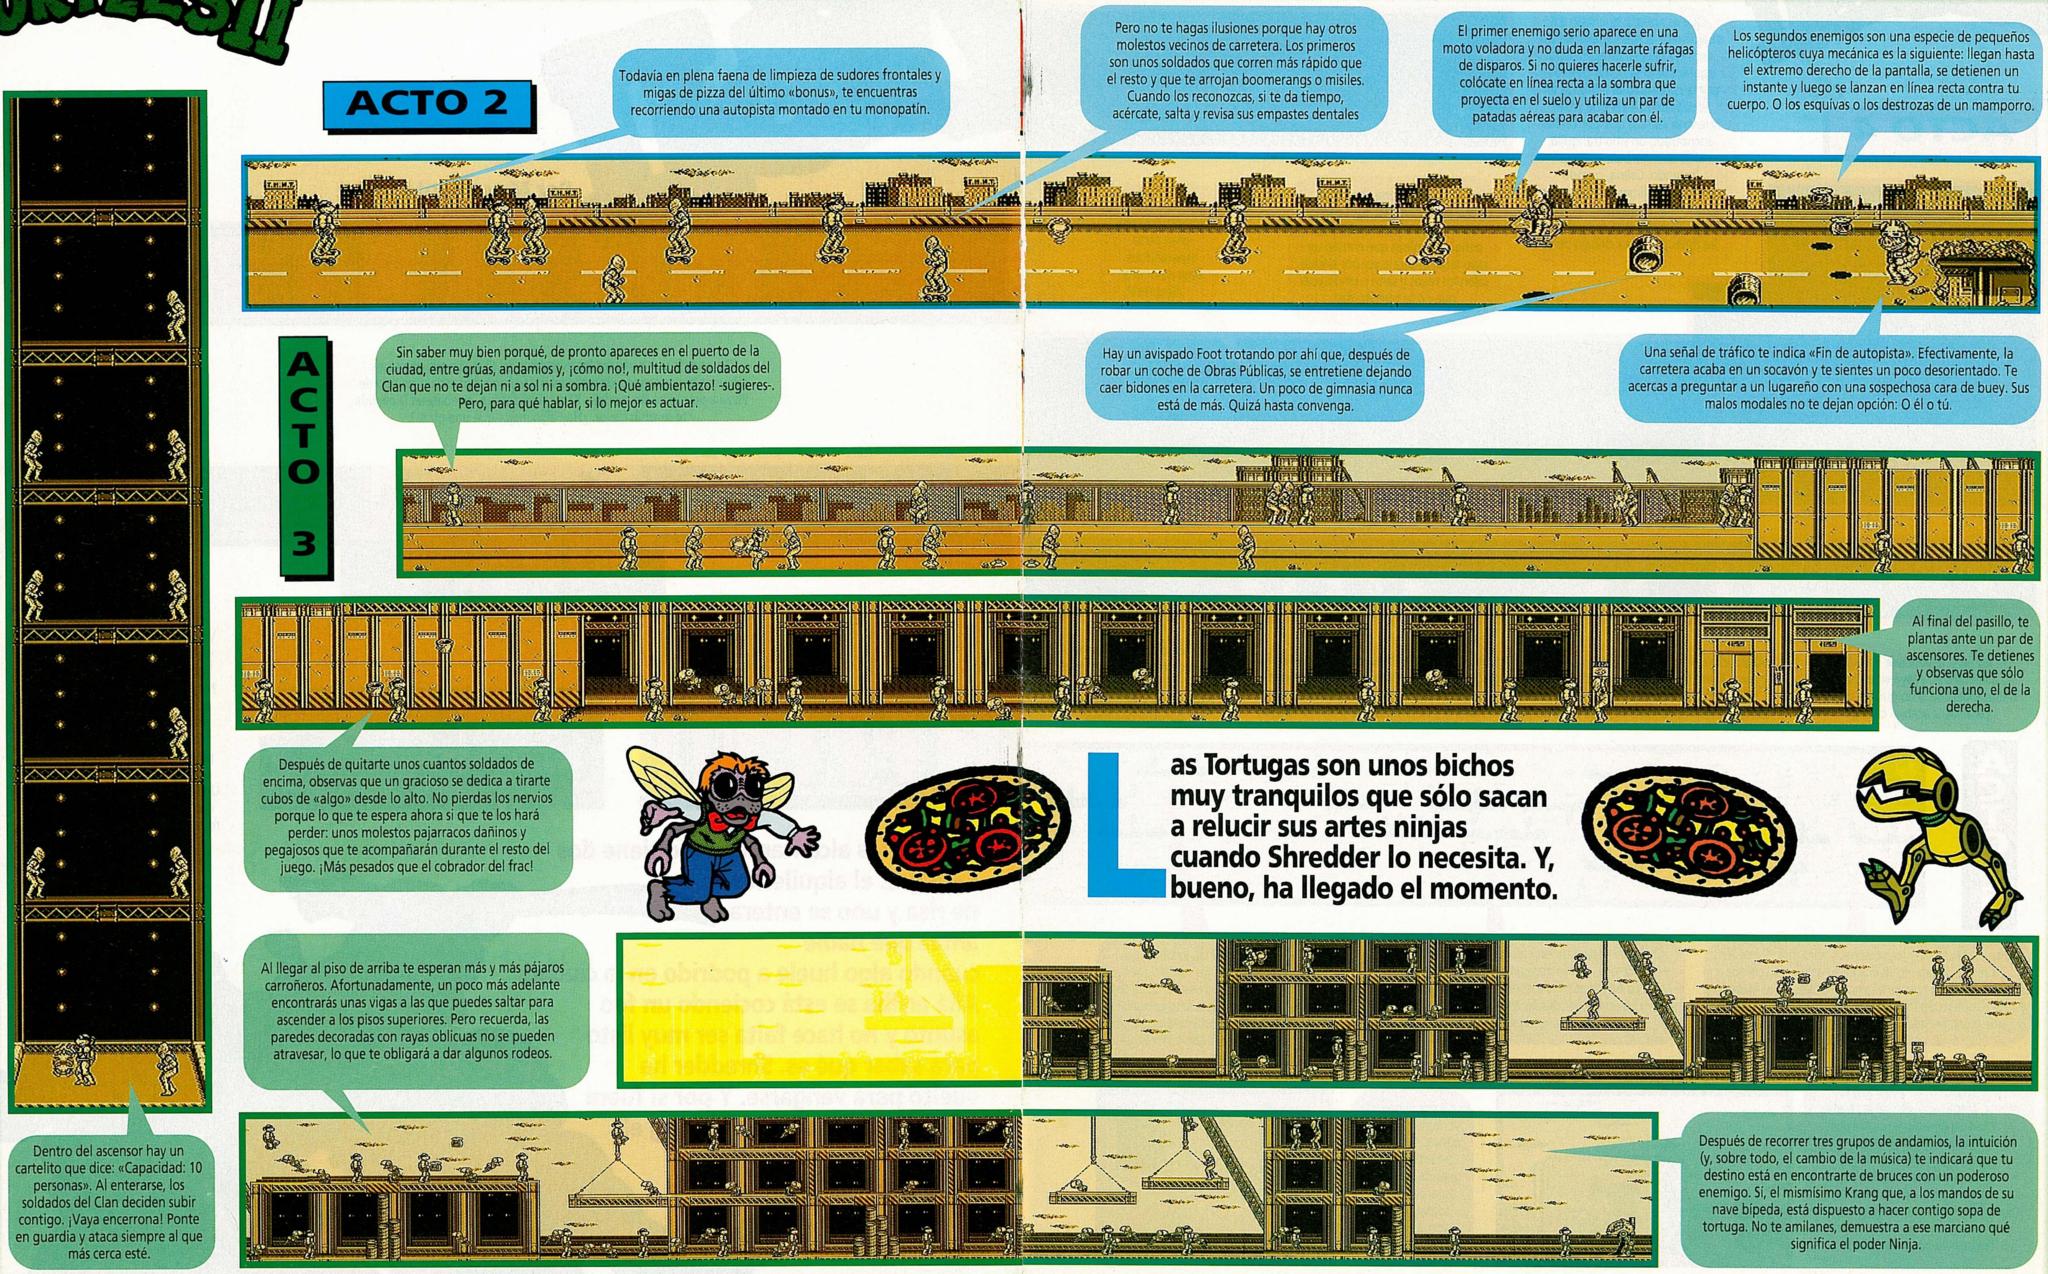 II
ACTO 2
Todavía en plena faena de limpieza de sudores frontales y
migas de pizza del último «bonus», te encuentras
recorriendo una autopista montado en tu monopatín.
Pero no te hagas ilusiones porque hay otros
molestos vecinos de carretera. Los primeros
son unos soldados que corren más rápido que
el resto y que te arrojan boomerangs o misiles.
Cuando los reconozcas, si te da tiempo,
acércate, salta y revisa sus empastes dentales
El primer enemigo serio aparece en una
moto voladora y no duda en lanzarte ráfagas
de disparos. Si no quieres hacerle sufrir,
colócate en línea recta a la sombra que
proyecta en el suelo y utiliza un par de
patadas aéreas para acabar con él.
Los segundos enemigos son una especie de pequeños
helicópteros cuya mecánica es la siguiente: llegan hasta
el extremo derecho de la pantalla, se detienen un
instante y luego se lanzan en línea recta contra tu
cuerpo. O los esquívas o los destrozas de un mamporro.
Hay un avispado Foot trotando por ahí que, después de
robar un coche de Obras Públicas, se entretiene dejando
caer bidones en la carretera. Un poco de gimnasia nunca
está de más. Quizá hasta convenga.
Una señal de tráfico te indica «Fin de autopista». Efectivamente, la
carretera acaba en un socavón y te sientes un poco desorientado. Te
acercas a preguntar a un lugareño con una sospechosa cara de buey. Sus
malos modales no te dejan opción: O él o tú.
ACTO 3
Sin saber muy bien porqué, de pronto apareces en el puerto de la
ciudad, entre grúas, andamios y, ¡cómo no!, multitud de soldados del
Clan que no te dejan ni a sol ni a sombra. ¡Qué ambientazo! -sugieres-.
Pero, para qué hablar, si lo mejor es actuar.
Al final del pasillo, te
plantas ante un par de
ascensores. Te detienes
y observas que sólo
funciona uno, el de la
derecha.
Después de quitarte unos cuantos soldados de
encima, observas que un gracioso se dedica a tirarte
cubos de «algo» desde lo alto. No pierdas los nervios
porque lo que te espera ahora si que te los hará
perder: unos molestos pajarracos dañinos y
pegajosos que te acompañarán durante el resto del
juego. ¡Más pesados que el cobrador del frac!
Las Tortugas son unos bichos
muy tranquilos que sólo sacan
a relucir sus artes ninjas
cuando Shredder lo necesita. Y,
bueno, ha llegado el momento.
Al llegar al piso de arriba te esperan más y más pájaros
carroñeros. Afortunadamente, un poco más adelante
encontrarás unas vigas a las que puedes saltar para
ascender a los pisos superiores. Pero recuerda, las
paredes decoradas con rayas oblicuas no se pueden
atravesar, lo que te obligará a dar algunos rodeos.
Dentro del ascensor hay un
cartelito que dice: «Capacidad: 10
personas». Al enterarse, los
soldados del Clan deciden subir
contigo. ¡Vaya encerrona! Ponte
en guardia y ataca siempre al que
más cerca esté.
Después de recorrer tres grupos de andamios, la intuición
(y, sobre todo, el cambio de la música) te indicará que tu
destino está en encontrarte de bruces con un poderoso
enemigo. Sí, el mismísimo Krang que, a los mandos de su
nave bípeda, está dispuesto a hacer contigo sopa de
tortuga. No te amilanes, demuestra a ese marciano qué
significa el poder Ninja.